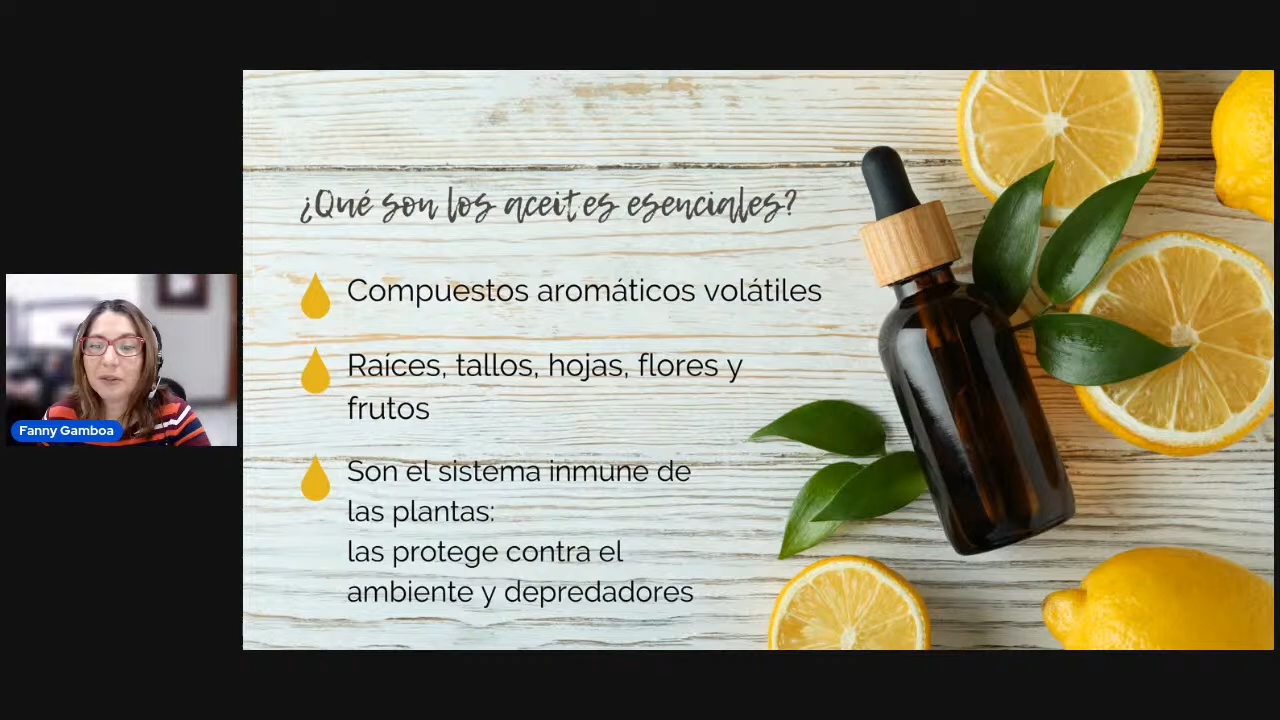 ¿Qué son los aceites esenciales?
Compuestos aromáticos volátiles
Raíces, tallos, hojas, flores y
frutos
Son el sistema inmune de
las plantas:
las protege contra el
ambiente y depredadores
Fanny Gamboa